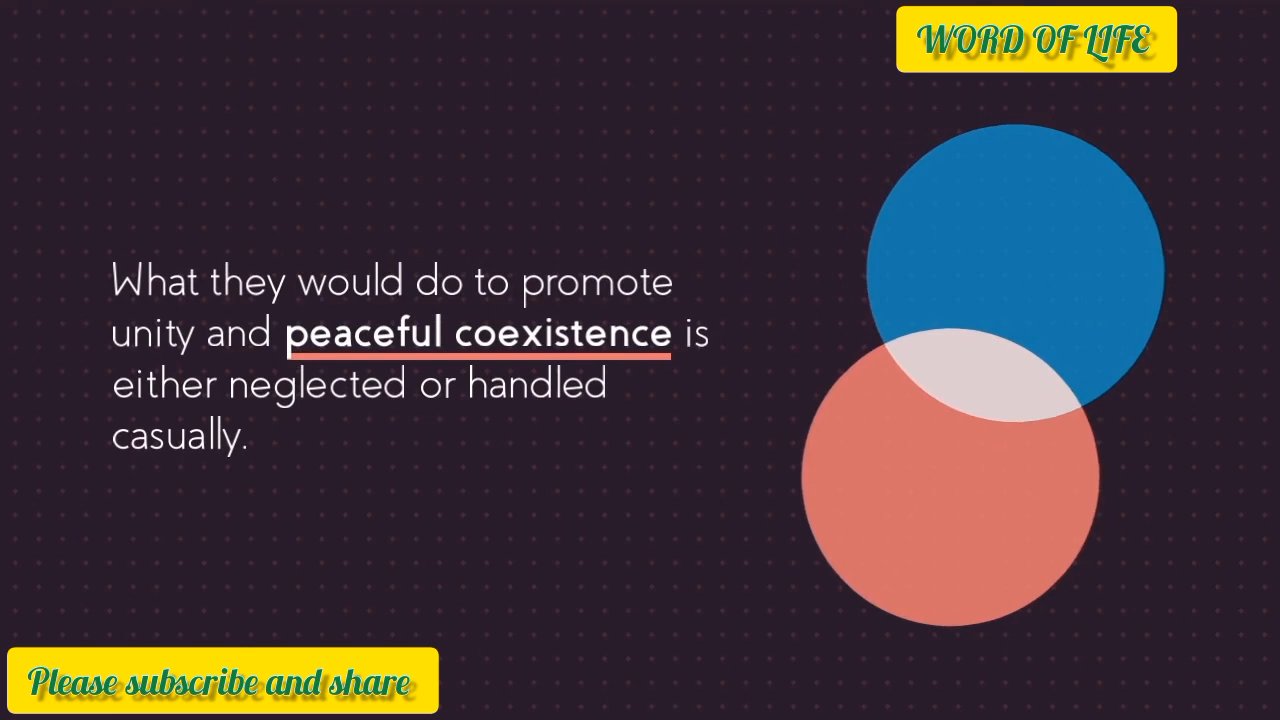 WORD OF LIFE
What they would do to promote
unity and peaceful coexistence is
either neglected or handled
casually.
Please subscribe and share